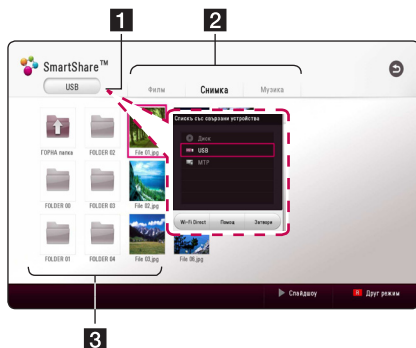 1
2
SmartShare™
USB
Филм
Снимка
Музика
Списък със свързани устройства
Диск
USB
MTP
Wi-Fi Direct
Помощ
Затвори
ГОРНА папка
FOLDER 02
File 01.jpg
FOLDER 00
FOLDER 03
File 02.jpg
FOLDER 01
FOLDER 04
File 03.jpg
File 06.jpg
Слайдшоу
R Друг режим
3